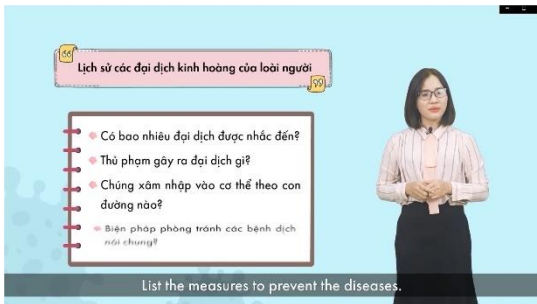 Lịch sử các đại dịch kinh hoàng của loài người
Có bao nhiêu đại dịch được nhắc đến?
Thủ phạm gây ra đại dịch gì?
Chúng xâm nhập vào cơ thể theo con
đường nào?
Biện pháp phòng tránh các bệnh dịch
nói chung?
List the measures to prevent the diseases.